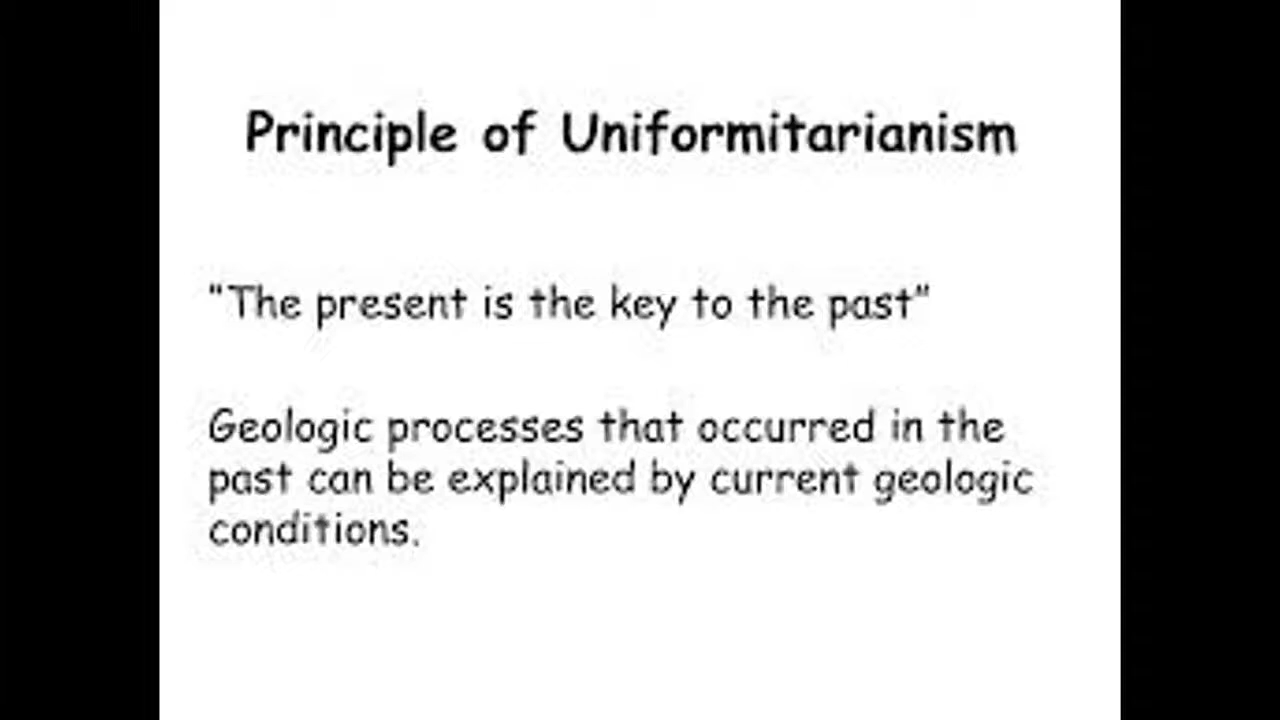 Principle of Uniformitarianism
"The present is the key to the past"
Geologic processes that occurred in the
past can be explained by current geologic
conditions.